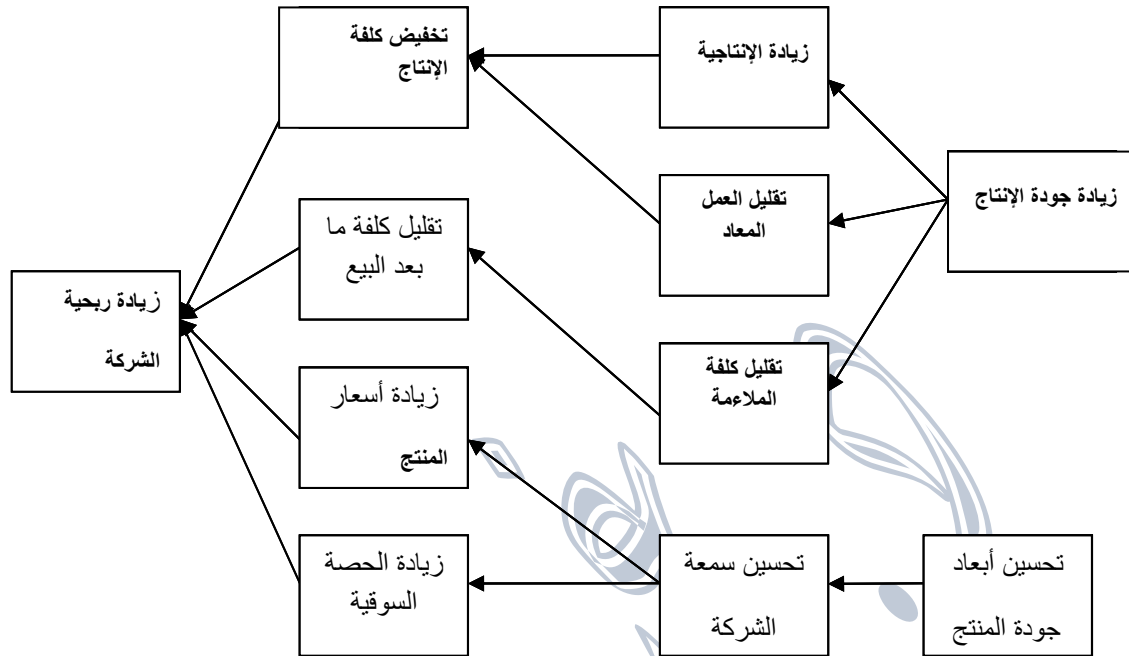 زيادة جودة الإنتاج
زيادة الإنتاجية
تقليل العمل
المعاد
تقليل كلفة
الملاءمة
تخفيض كلفة
الإنتاج
تقليل كلفة ما
بعد البيع
زيادة أسعار
المنتج
زيادة الحصة
السوقية
تحسين أبعاد
جودة المنتج
تحسين سمعة
الشركة
زيادة ربحية
الشركة